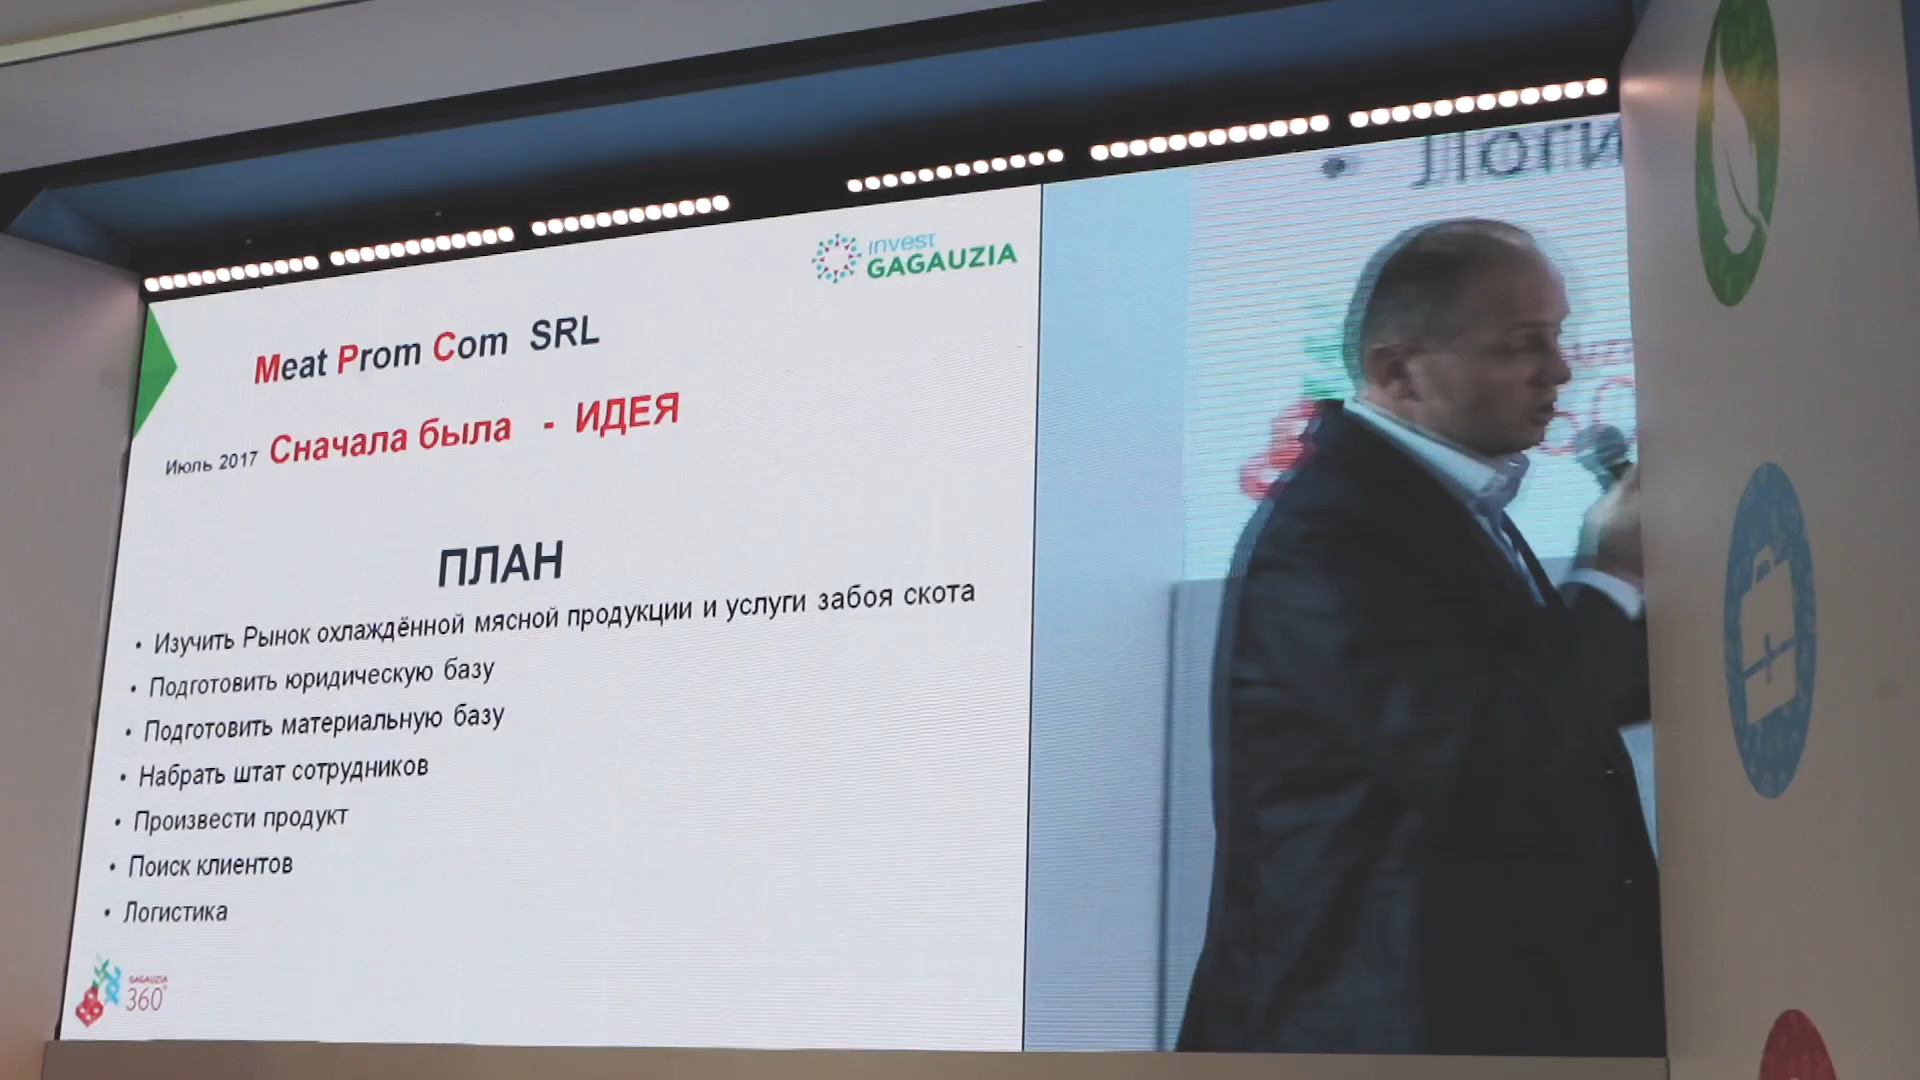 invest
GAGAUZIA
Meat Prom Com SRL
Июль 2017 Сначала была - ИДЕЯ
ПЛАН
• Изучить Рынок охлаждённой мясной продукции и услуги забоя скота
• Подготовить юридическую базу
• Подготовить материальную базу
• Набрать штат сотрудников
• Произвести продукт
• Поиск клиентов
• Логистика
GAGAUZIA
360°
• Логи